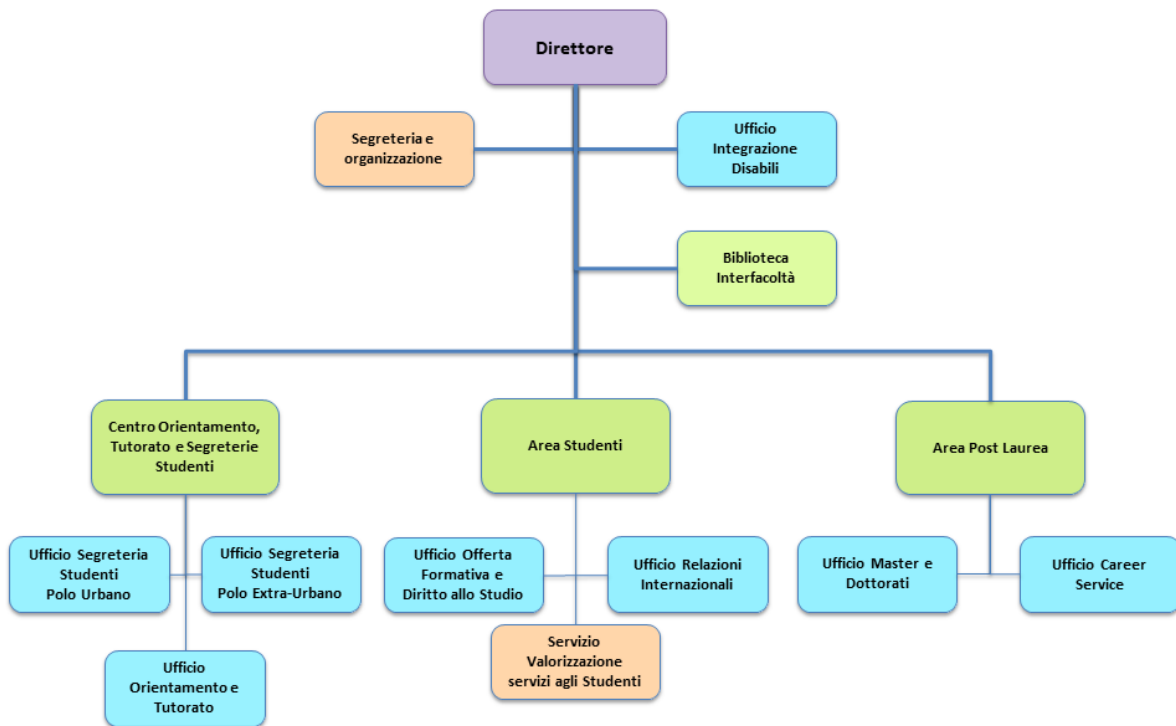 Direttore
Segreteria e
organizzazione
Ufficio
Integrazione
Disabili
Biblioteca
Interfacoltà
Centro Orientamento,
Tutorato e Segreterie
Studenti
Area Studenti
Area Post Laurea
Ufficio Segreteria
Studenti
Polo Urbano
Ufficio Segreteria
Studenti
Polo Extra-Urbano
Ufficio Offerta
Formativa e
Diritto allo Studio
Ufficio Relazioni
Internazionali
Ufficio Master e
Dottorati
Ufficio Career
Service
Ufficio
Orientamento e
Tutorato
Servizio
Valorizzazione
servizi agli Studenti